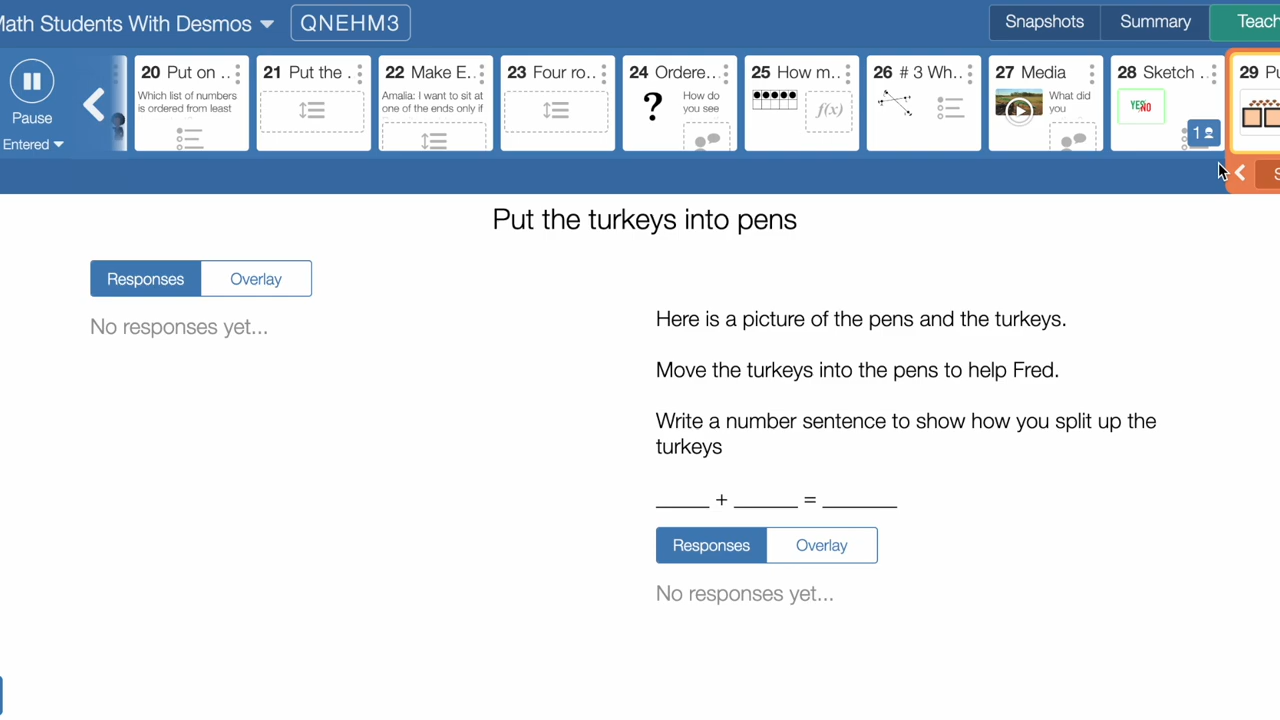 Math Students With Desmos
QNEHM3
Snapshots
Summary
Teach
Pause
Entered
20 Put on ..
Which list of numbers
is ordered from least
21 Put the .
22 Make E..
Amalia: I want to sit at
one of the ends only if
23 Four ro..
24 Ordere...
?
How do
you see
25 How m..
f(x)
26 # 3 Wh..
27 Media
What did
you
28 Sketch ..
YES
NO
1
29 Pu
S
Put the turkeys into pens
Responses
Overlay
No responses yet...
Here is a picture of the pens and the turkeys.
Move the turkeys into the pens to help Fred.
Write a number sentence to show how you split up the
turkeys
_____ + ______ = _______
Responses
Overlay
No responses yet...